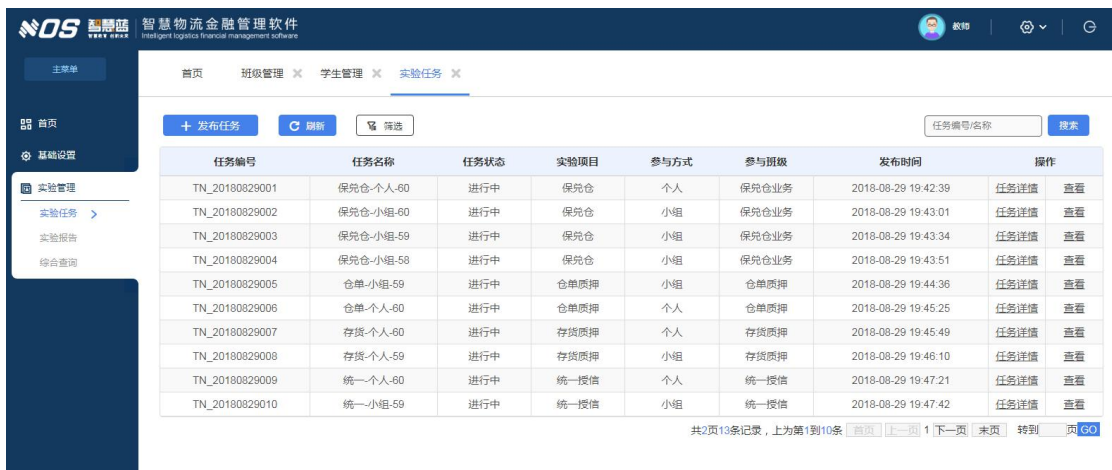 NOS 智慧蓝 智慧物流金融管理软件
Intelligent logistics financial management software
教师
主菜单
首页 班级管理 学生管理 实验任务
首页
基础设置
实验管理
实验任务
实验报告
综合查询
发布任务 刷新 筛选 任务编号/名称 搜索
任务编号 任务名称 任务状态 实验项目 参与方式 参与班级 发布时间 操作
TN_20180829001 保兑仓-个人-60 进行中 保兑仓 个人 保兑仓业务 2018-08-29 19:42:39 任务详情 查看
TN_20180829002 保兑仓-小组-60 进行中 保兑仓 小组 保兑仓业务 2018-08-29 19:43:01 任务详情 查看
TN_20180829003 保兑仓-小组-59 进行中 保兑仓 小组 保兑仓业务 2018-08-29 19:43:34 任务详情 查看
TN_20180829004 保兑仓-小组-58 进行中 保兑仓 小组 保兑仓业务 2018-08-29 19:43:51 任务详情 查看
TN_20180829005 仓单-小组-59 进行中 仓单质押 小组 仓单质押 2018-08-29 19:44:36 任务详情 查看
TN_20180829006 仓单-个人-60 进行中 仓单质押 个人 仓单质押 2018-08-29 19:45:25 任务详情 查看
TN_20180829007 存货-个人-60 进行中 存货质押 个人 存货质押 2018-08-29 19:45:49 任务详情 查看
TN_20180829008 存货-个人-59 进行中 存货质押 小组 存货质押 2018-08-29 19:46:10 任务详情 查看
TN_20180829009 统一-个人-60 进行中 统一授信 个人 统一授信 2018-08-29 19:47:21 任务详情 查看
TN_20180829010 统一-小组-59 进行中 统一授信 小组 统一授信 2018-08-29 19:47:42 任务详情 查看
共2页13条记录，上为第1到10条 首页 上一页 1 下一页 末页 转到 页 GO